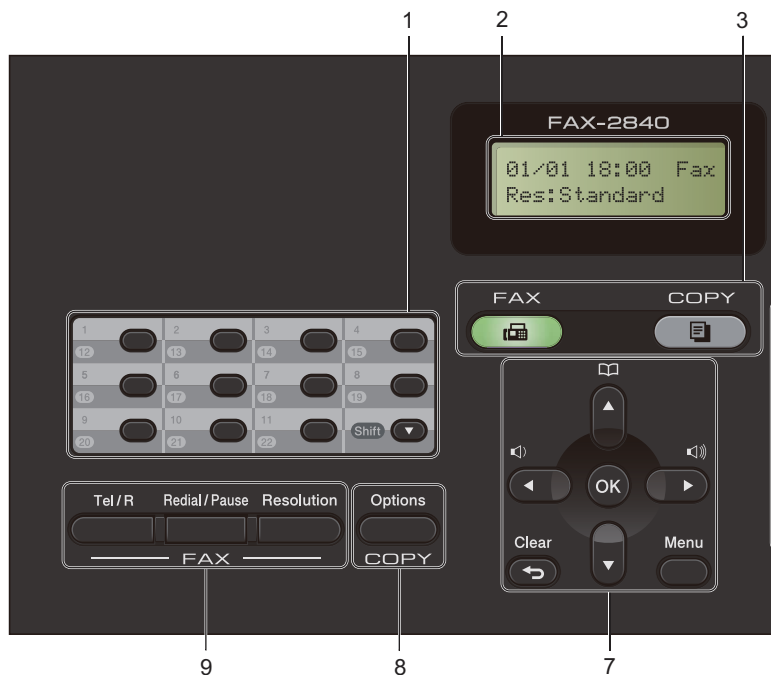 1 2 3
FAX-2840
01/01 18:00 Fax
Res:Standard
FAX COPY
1 2 3 4
12 13 14 15
5 6 7 8
16 17 18 19
9 10 11
20 21 22 Shift
Tel/R Redial/Pause Resolution Options
FAX COPY
OK
Clear Menu
9 8 7